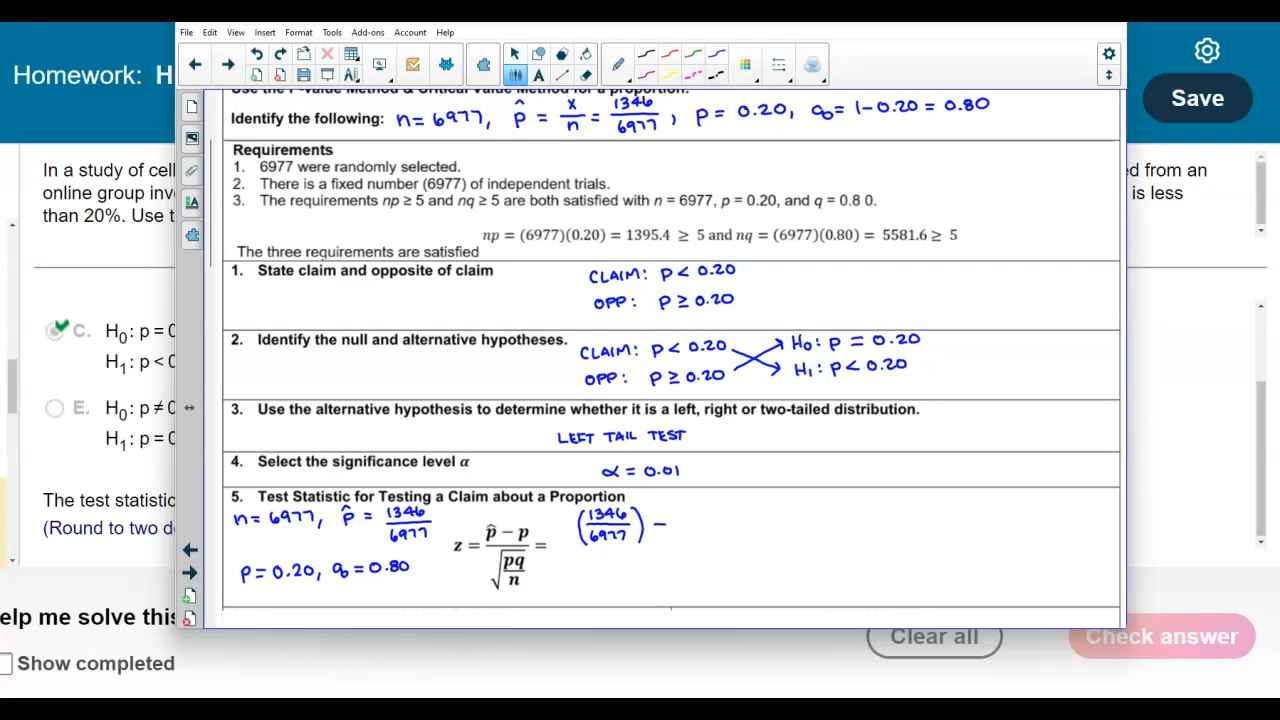 File Edit View Insert Format Tools Add-ons Account Help
Homework: H
Save
In a study of cel
ed from an
online group inv
is less
than 20%. Use t
Identify the following: n = 6977, p̂ = x/n = 1346/6977, p = 0.20, q = 1-0.20 = 0.80
Requirements
1. 6977 were randomly selected.
2. There is a fixed number (6977) of independent trials.
3. The requirements np ≥ 5 and nq ≥ 5 are both satisfied with n = 6977, p = 0.20, and q = 0.8 0.
np = (6977)(0.20) = 1395.4 ≥ 5 and nq = (6977)(0.80) = 5581.6 ≥ 5
The three requirements are satisfied
1. State claim and opposite of claim
CLAIM: P < 0.20
OPP: P ≥ 0.20
2. Identify the null and alternative hypotheses.
CLAIM: P < 0.20
H0: P = 0.20
OPP: P ≥ 0.20
H1: P < 0.20
3. Use the alternative hypothesis to determine whether it is a left, right or two-tailed distribution.
LEFT TAIL TEST
4. Select the significance level α
α = 0.01
5. Test Statistic for Testing a Claim about a Proportion
n = 6977, p̂ = 1346/6977
z = (p̂ − p)/√(pq/n) = (1346/6977) −
P = 0.20, q = 0.80
C. H0: p = 0
H1: p < 0
E. H0: p ≠ 0
H1: p = 0
The test statistic
(Round to two de
elp me solve this
Clear all
Check answer
Show completed